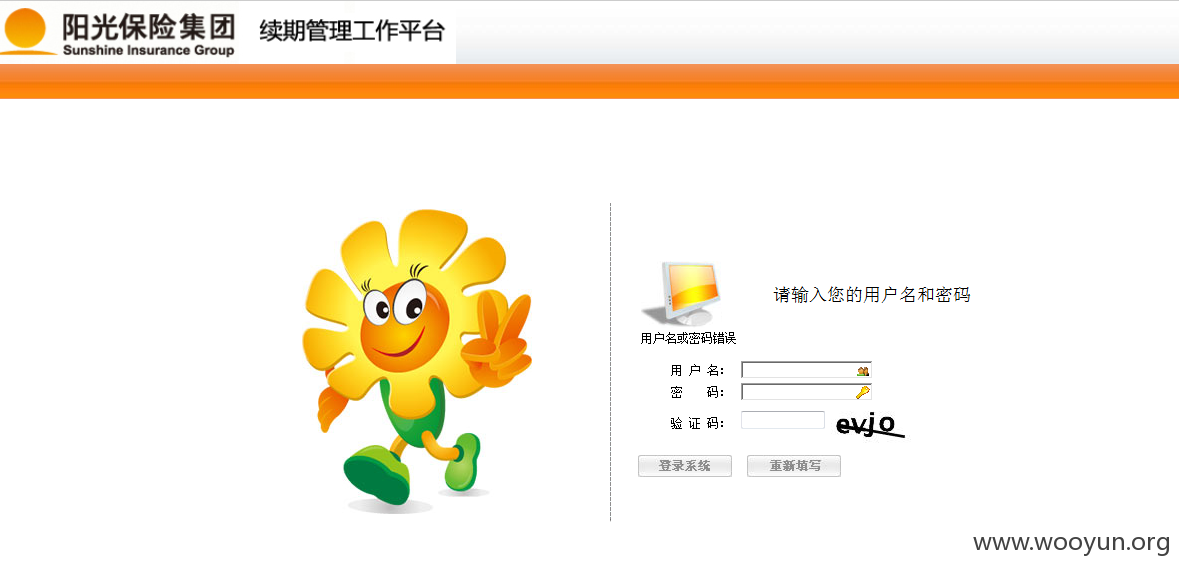 阳光保险集团
Sunshine Insurance Group
续期管理工作平台
请输入您的用户名和密码
用户名或密码错误
用 户 名：
密 码：
验 证 码：
evjo
登录系统 重新填写
www.wooyun.org